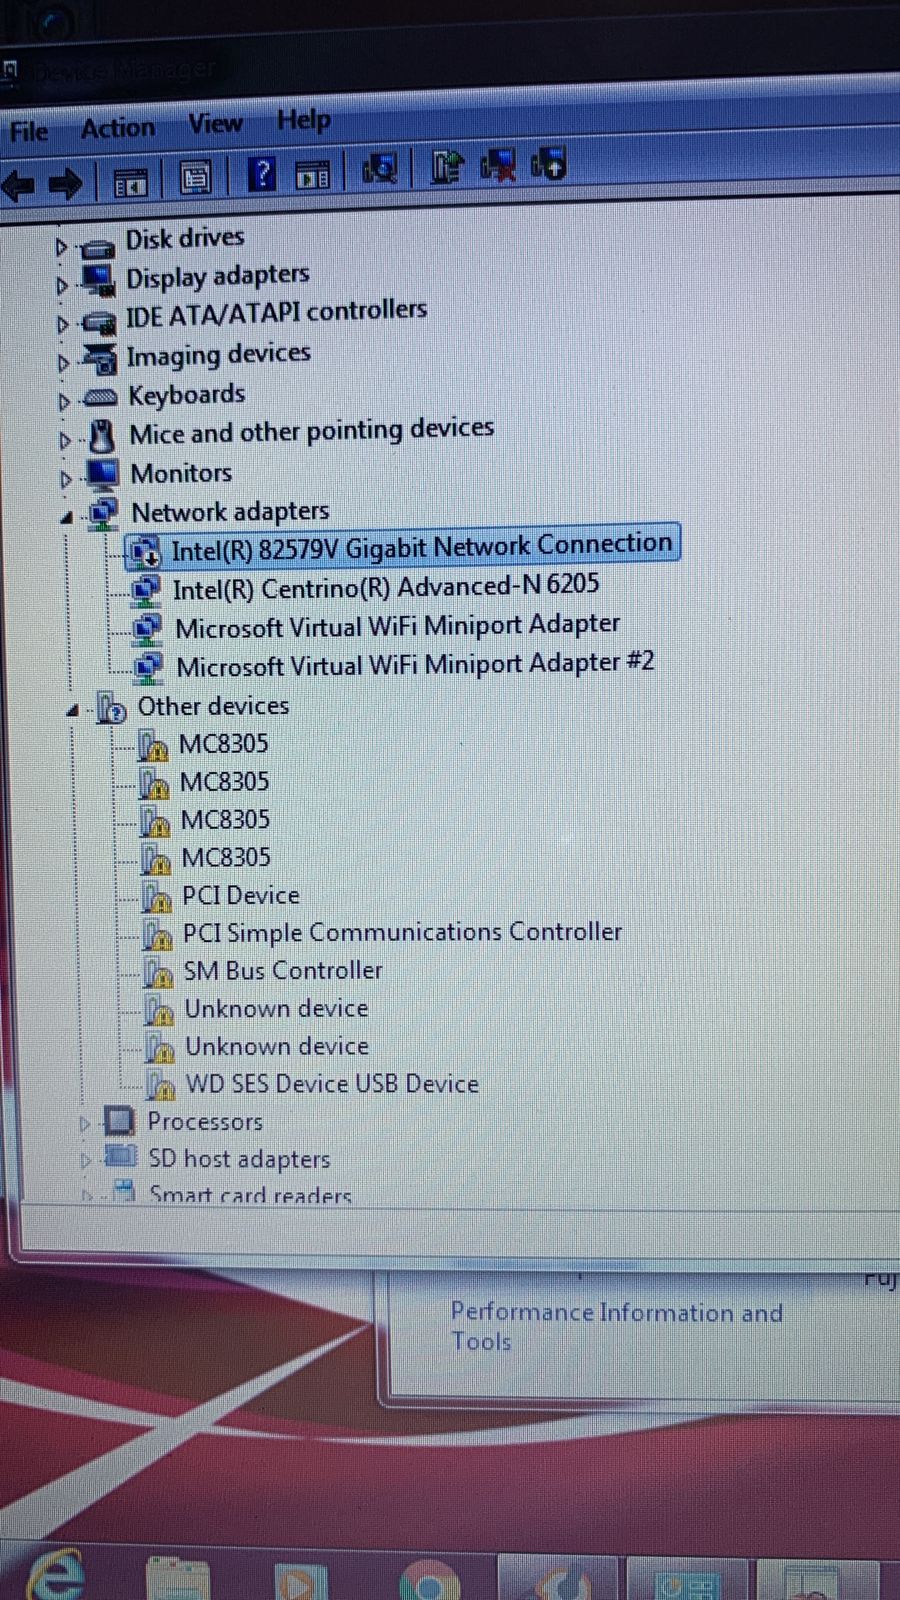 Device Manager
File Action View Help
Disk drives
Display adapters
IDE ATA/ATAPI controllers
Imaging devices
Keyboards
Mice and other pointing devices
Monitors
Network adapters
Intel(R) 82579V Gigabit Network Connection
Intel(R) Centrino(R) Advanced-N 6205
Microsoft Virtual WiFi Miniport Adapter
Microsoft Virtual WiFi Miniport Adapter #2
Other devices
MC8305
MC8305
MC8305
MC8305
PCI Device
PCI Simple Communications Controller
SM Bus Controller
Unknown device
Unknown device
WD SES Device USB Device
Processors
SD host adapters
Smart card readers
Performance Information and
Tools